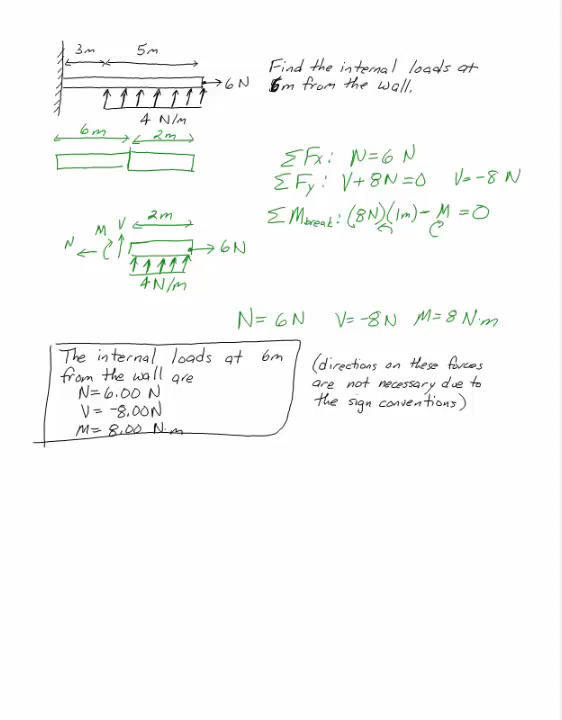 3m 5m
6 N
4 N/m
Find the internal loads at
6m from the wall.
6m 2m
ΣFx: N=6 N
ΣFy: V+8N=0 V=-8 N
ΣMbreak: (8N)(1m) - M = 0
2m
N M V
6N
4N/m
N= 6N V= -8N M= 8 N·m
The internal loads at 6m
from the wall are
N=6.00 N
V= -8.00N
M= 8.00 N·m
(directions on these forces
are not necessary due to
the sign conventions)